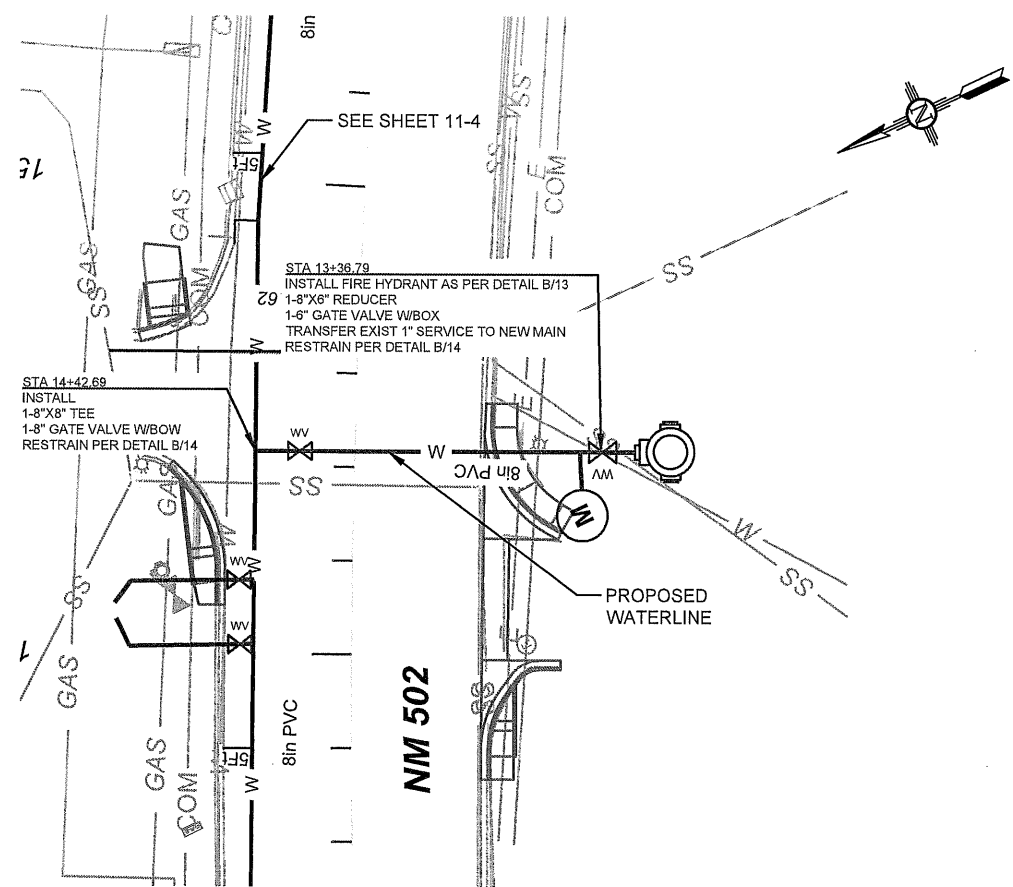 8in
SS
W
SS
E
COM
N
W
W
SEE SHEET 11-4
5Ft
15
GAS
GAS
SS
COM
SS
STA 13+36.79
INSTALL FIRE HYDRANT AS PER DETAIL B/13
1-8"X6" REDUCER
1-6" GATE VALVE W/BOX
TRANSFER EXIST 1" SERVICE TO NEW MAIN
RESTRAIN PER DETAIL B/14
62
W
STA 14+42.69
INSTALL
1-8"X8" TEE
1-8" GATE VALVE W/BOW
RESTRAIN PER DETAIL B/14
E
WV
W
8in PVC
WV
SS
GAS
M
W
W
SS
WV
W
SS
PROPOSED
WATERLINE
WV
1
E
GAS
SS
NM 502
8in PVC
5Ft
W
GAS
COM
W